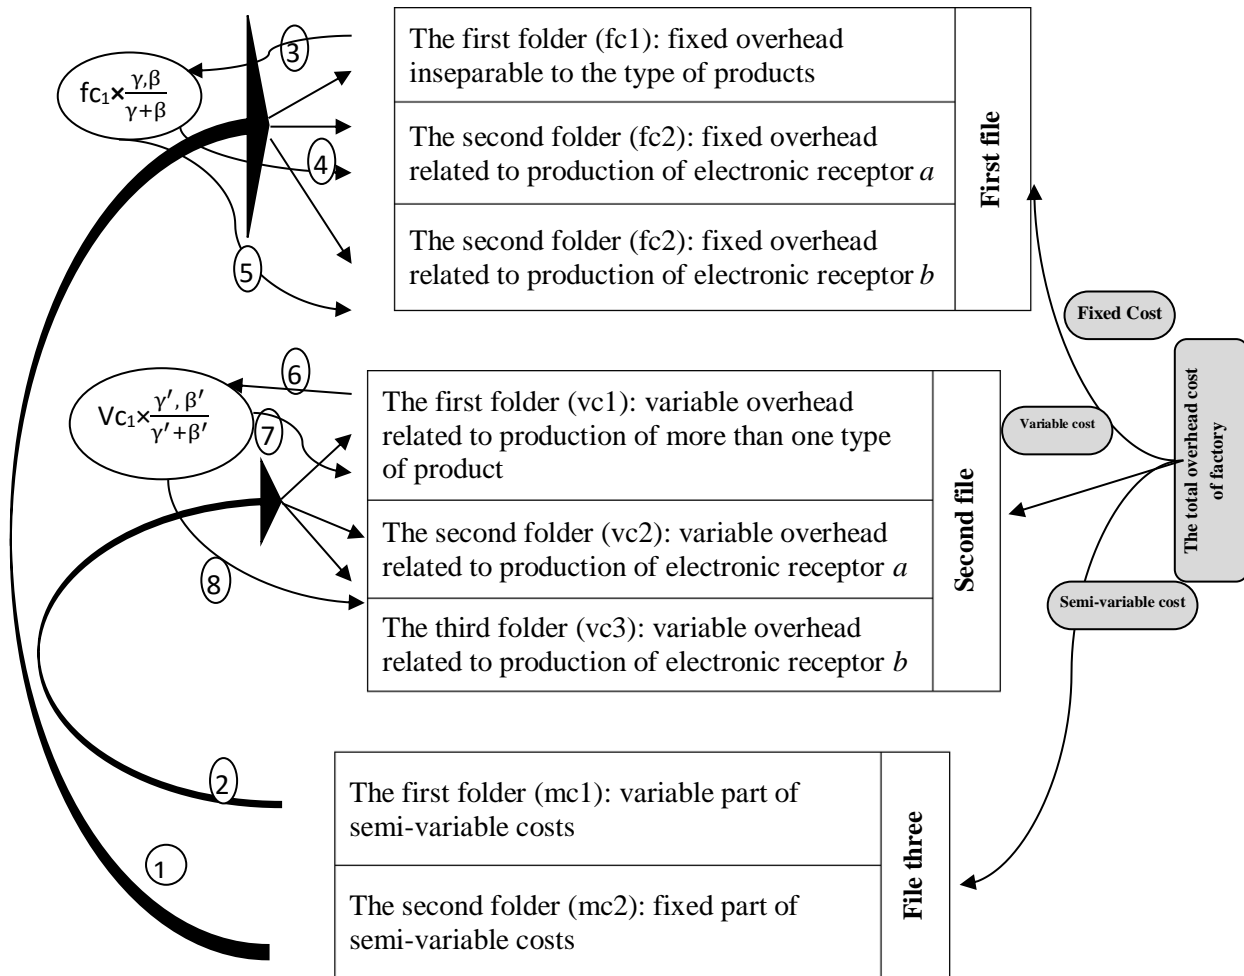 3
The first folder (fc1): fixed overhead
inseparable to the type of products
fc₁×γ,β/γ+β
4
The second folder (fc2): fixed overhead
related to production of electronic receptor a
5
The second folder (fc2): fixed overhead
related to production of electronic receptor b
First file
Fixed Cost
6
Vc₁×γ′, β′/γ′+β′
7
The first folder (vc1): variable overhead
related to production of more than one type
of product
The second folder (vc2): variable overhead
related to production of electronic receptor a
8
The third folder (vc3): variable overhead
related to production of electronic receptor b
Second file
Variable cost
The total overhead cost
of factory
Semi-variable cost
2
The first folder (mc1): variable part of
semi-variable costs
1
The second folder (mc2): fixed part of
semi-variable costs
File three